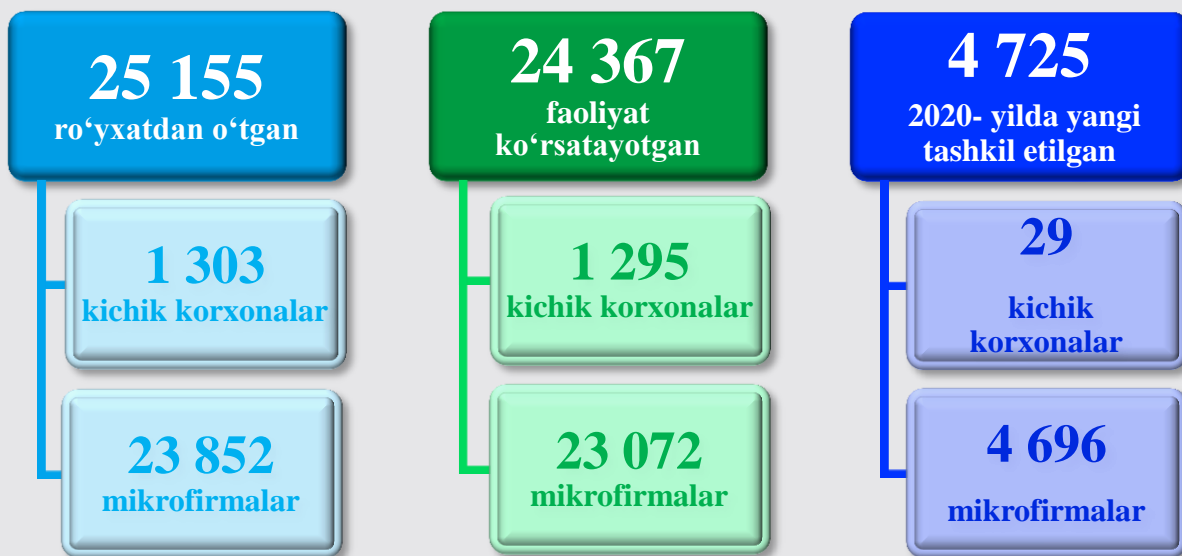 25 155
ro‘yxatdan o‘tgan
1 303
kichik korxonalar
23 852
mikrofirmalar
24 367
faoliyat
ko‘rsatayotgan
1 295
kichik korxonalar
23 072
mikrofirmalar
4 725
2020- yilda yangi
tashkil etilgan
29
kichik
korxonalar
4 696
mikrofirmalar